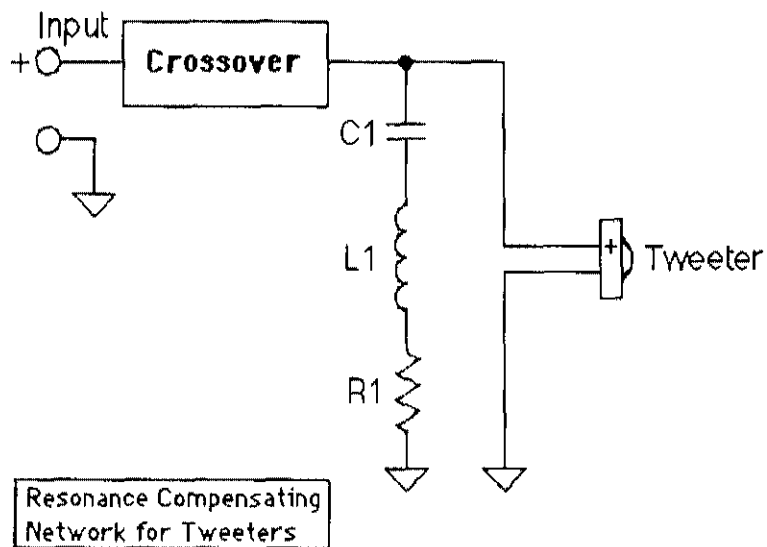 Input
+
Crossover
C1
L1
+
Tweeter
R1
Resonance Compensating
Network for Tweeters